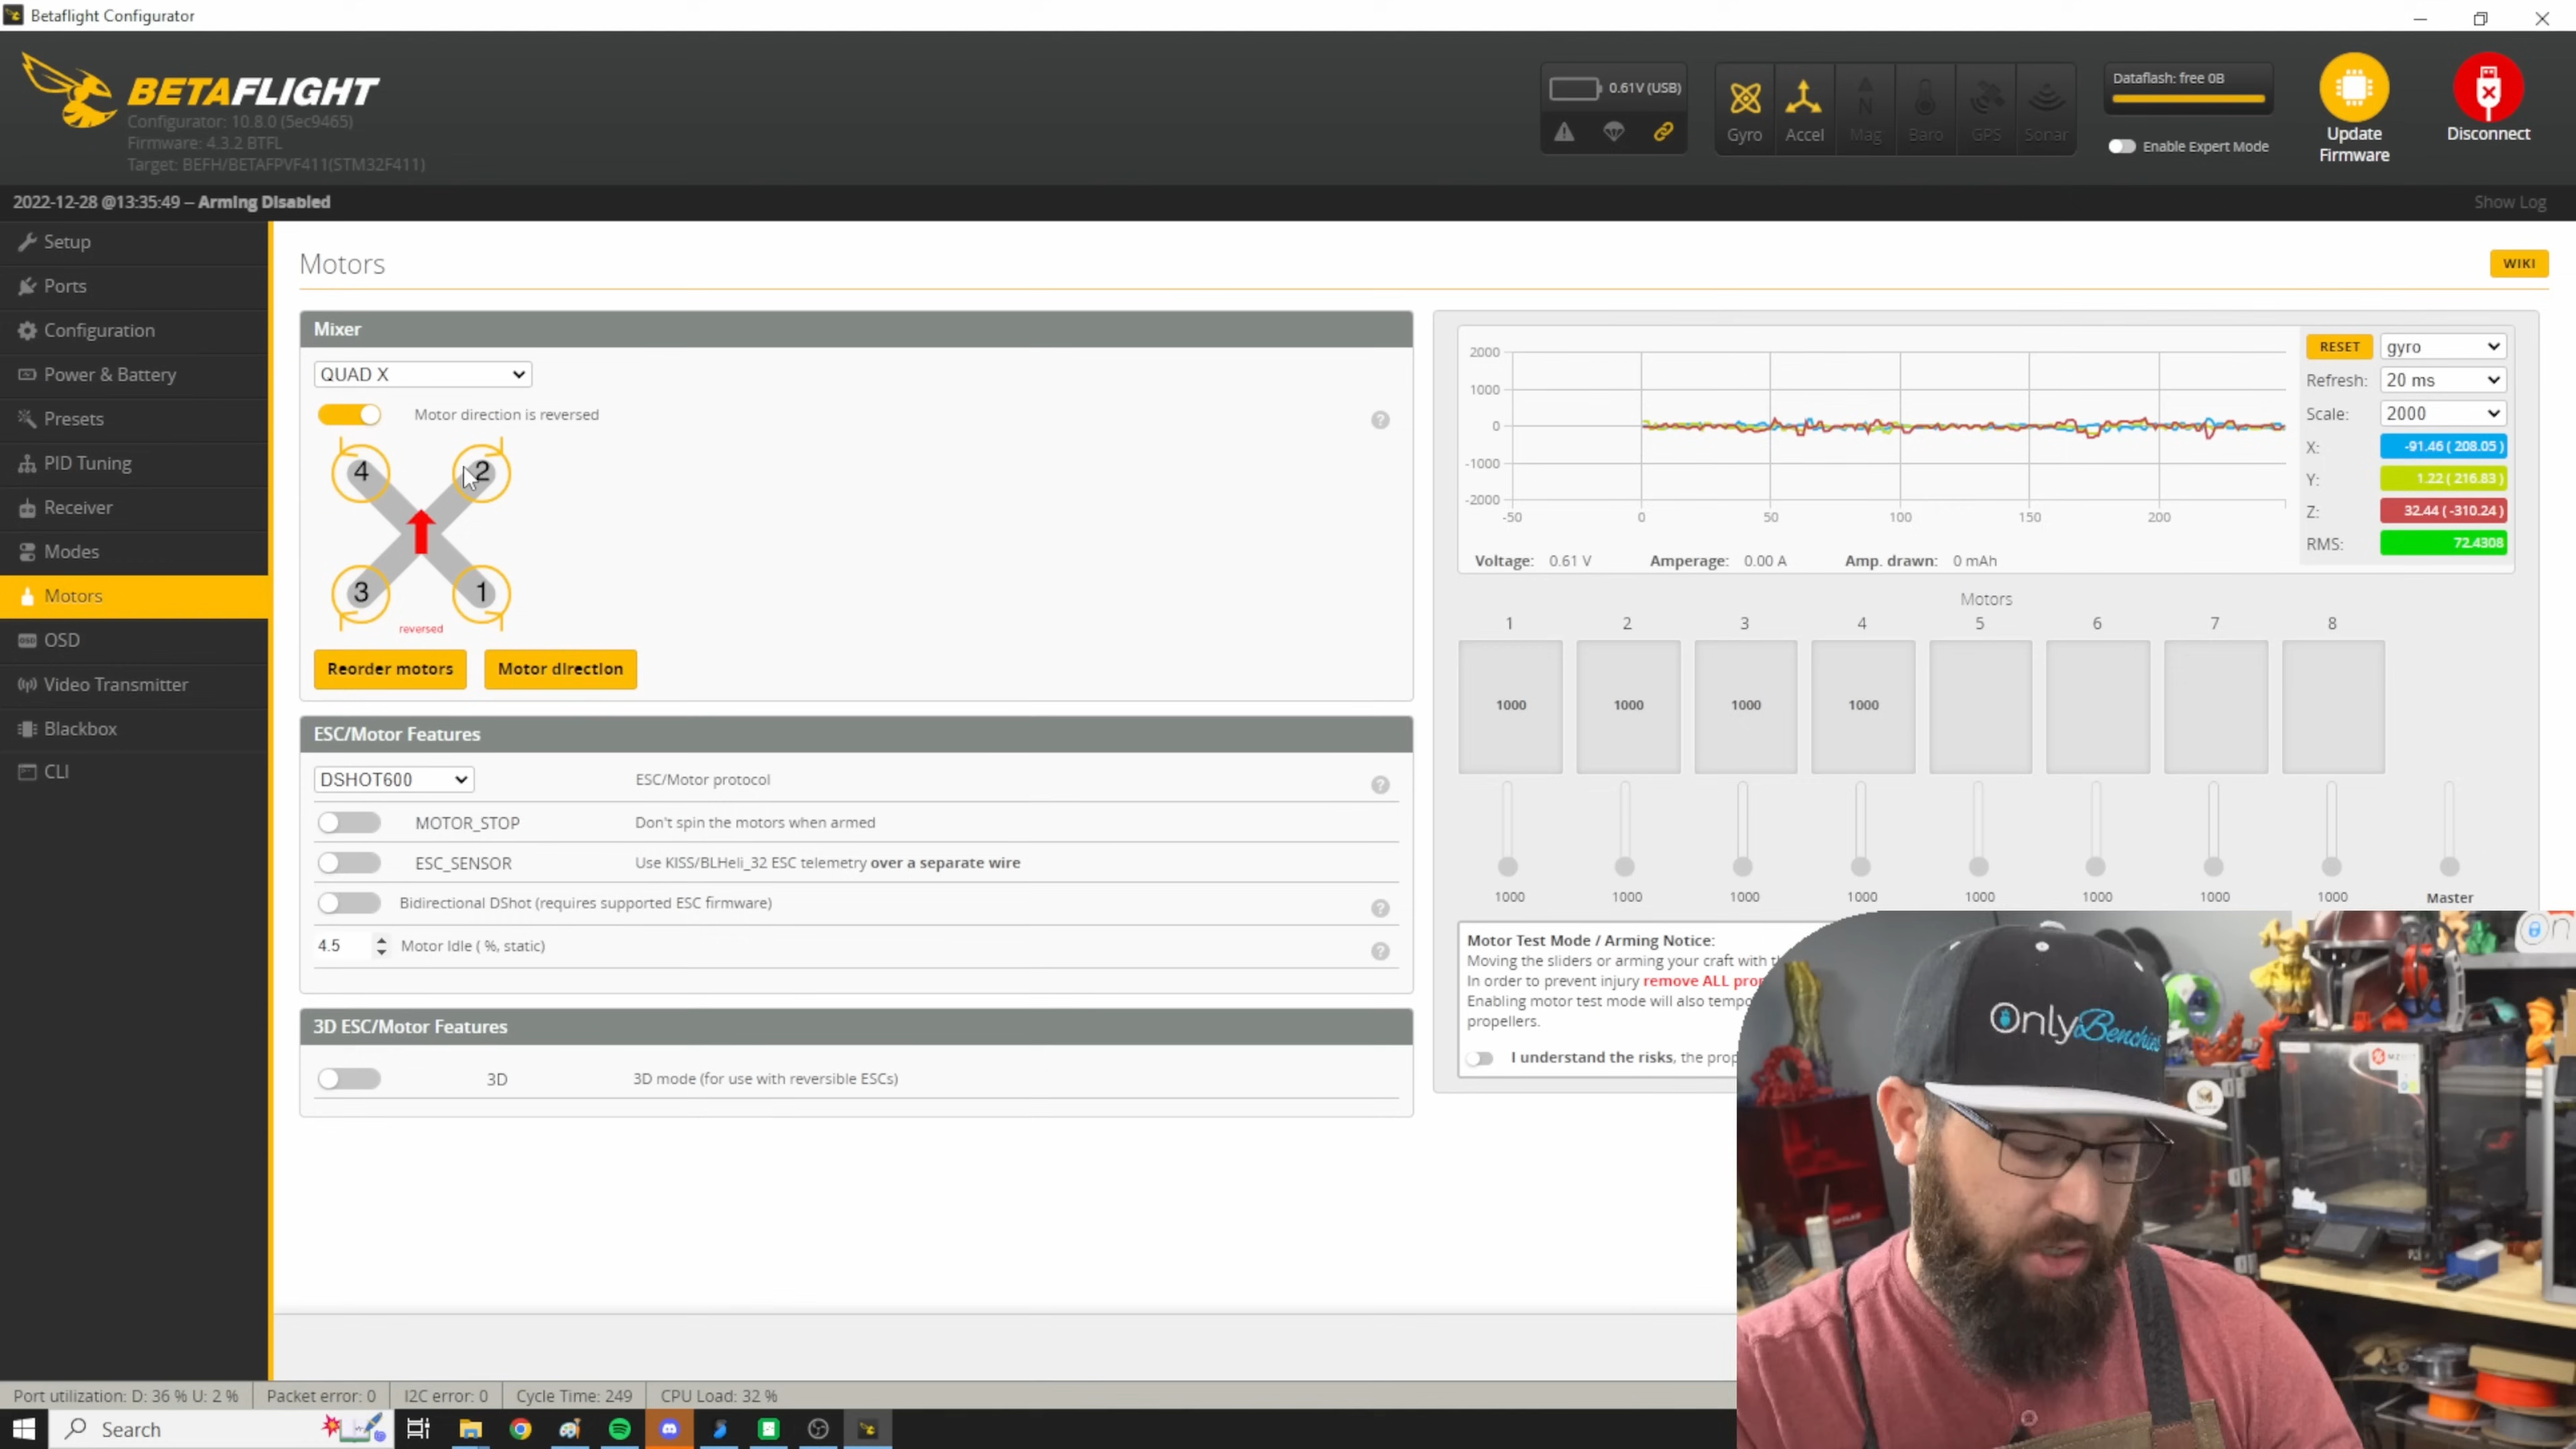 Betaflight Configurator
BETAFLIGHT
Configurator: 10.8.0 (5ec9465)
Firmware: 4.3.2 BTFL
Target: BEFH/BETAFPVF411(STM32F411)
0.61V (USB)
Gyro
Accel
Mag
Baro
GPS
Sonar
Dataflash: free 0B
Enable Expert Mode
Update
Firmware
Disconnect
2022-12-28 @13:35:49 – Arming Disabled
Show Log
Setup
Ports
Configuration
Power & Battery
Presets
PID Tuning
Receiver
Modes
Motors
OSD
Video Transmitter
Blackbox
CLI
Motors
WIKI
Mixer
QUAD X
Motor direction is reversed
?
4
2
3
1
reversed
Reorder motors
Motor direction
ESC/Motor Features
DSHOT600
ESC/Motor protocol
?
MOTOR_STOP
Don't spin the motors when armed
ESC_SENSOR
Use KISS/BLHeli_32 ESC telemetry over a separate wire
Bidirectional DShot (requires supported ESC firmware)
?
4.5
Motor Idle ( %, static)
?
3D ESC/Motor Features
3D
3D mode (for use with reversible ESCs)
2000
1000
0
-1000
-2000
-50
0
50
100
150
200
RESET
gyro
Refresh:
20 ms
Scale:
2000
X:
-91.46 ( 208.05 )
Y:
1.22 ( 216.83 )
Z:
32.44 ( -310.24 )
RMS:
72.4308
Voltage: 0.61 V
Amperage: 0.00 A
Amp. drawn: 0 mAh
Motors
1 2 3 4 5 6 7 8
1000 1000 1000 1000
1000 1000 1000 1000 1000 1000 1000 1000 Master
Motor Test Mode / Arming Notice:
Moving the sliders or arming your craft with
In order to prevent injury remove ALL
Enabling motor test mode will also
propellers.
I understand the risks, the
OnlyBenchies
Port utilization: D: 36 % U: 2 %
Packet error: 0
I2C error: 0
Cycle Time: 249
CPU Load: 32 %
Search